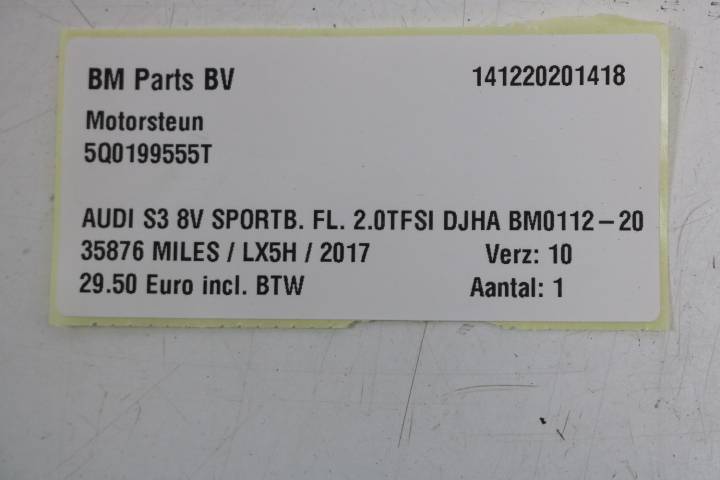 BM Parts BV 141220201418
Motorsteun
5Q0199555T
AUDI S3 8V SPORTB. FL. 2.0TFSI DJHA BM0112-20
35876 MILES / LX5H / 2017 Verz: 10
29.50 Euro incl. BTW Aantal: 1